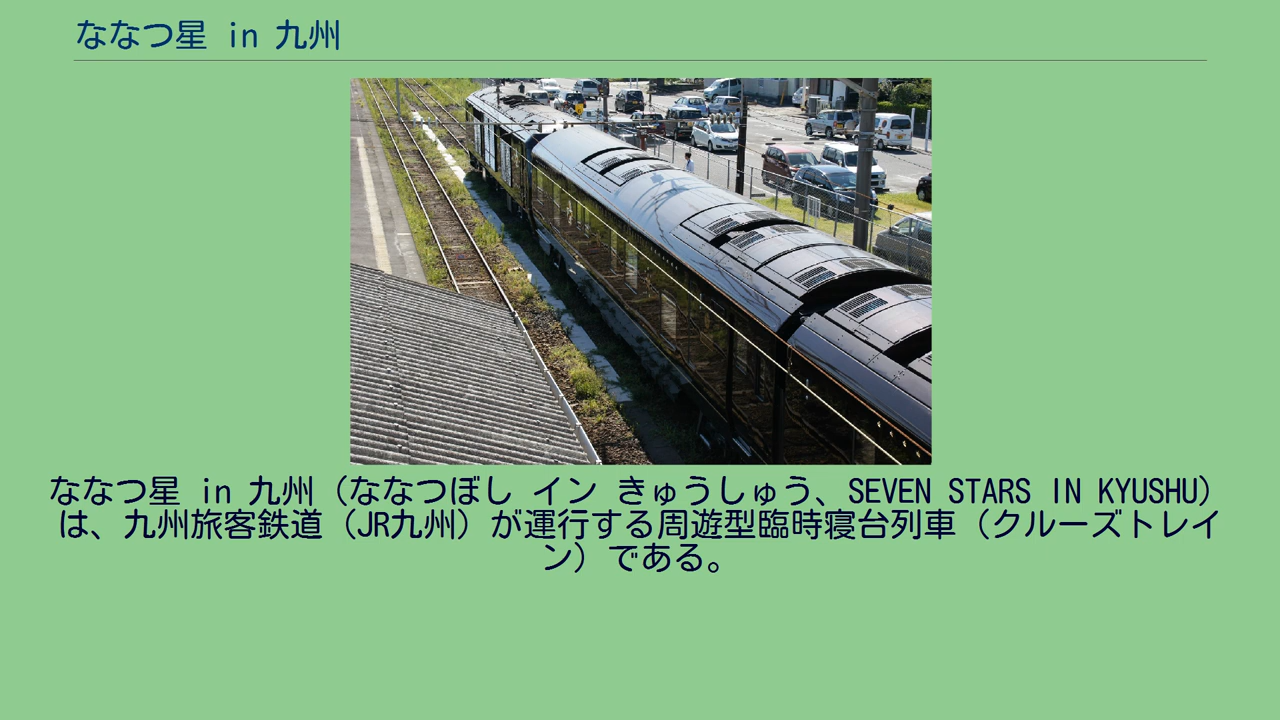 ななつ星 in 九州
ななつ星 in 九州（ななつぼし イン きゅうしゅう、SEVEN STARS IN KYUSHU）
は、九州旅客鉄道（JR九州）が運行する周遊型臨時寝台列車（クルーズトレイ
ン）である。